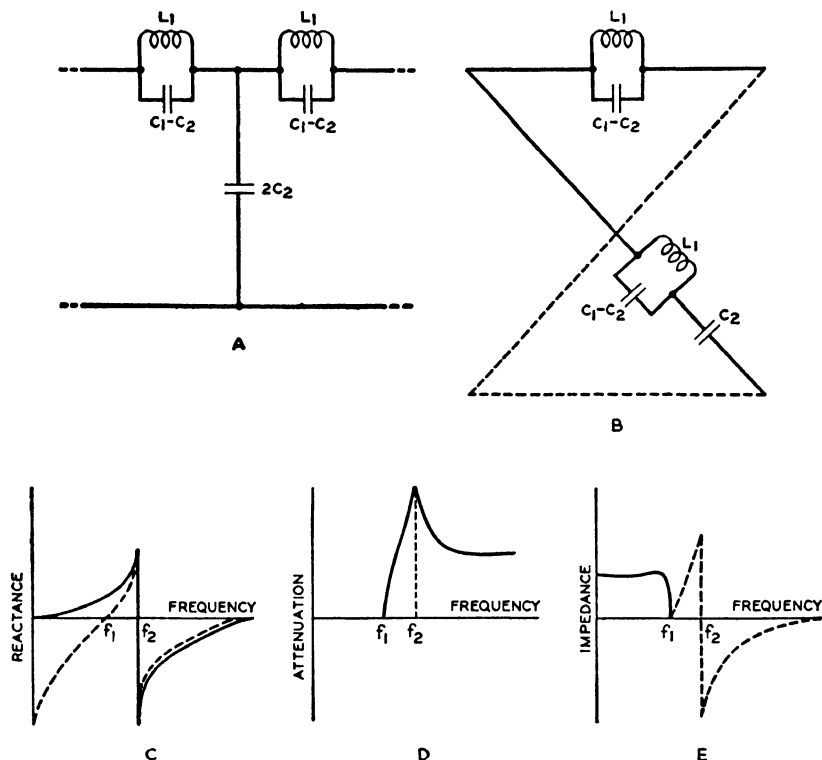 L₁ L₁
C₁-C₂ C₁-C₂
2C₂
A
L₁
C₁-C₂
L₁
C₁-C₂
C₂
B
REACTANCE
FREQUENCY
f₁ f₂
C
ATTENUATION
FREQUENCY
f₁ f₂
D
IMPEDANCE
FREQUENCY
f₁ f₂
E